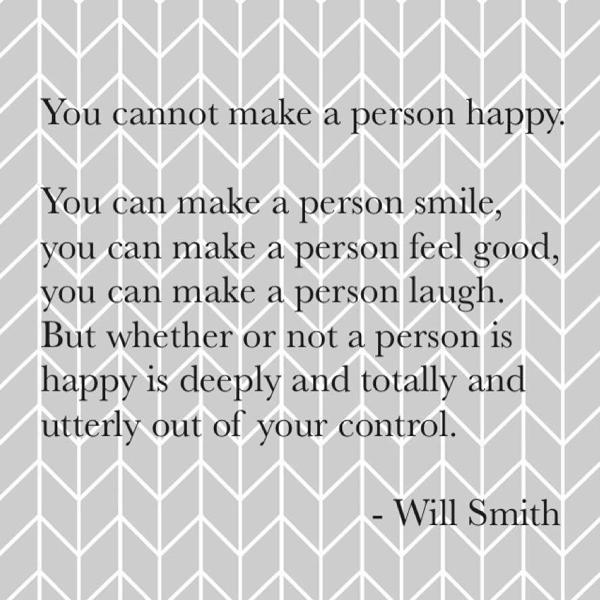 You cannot make a person happy.
You can make a person smile,
you can make a person feel good,
you can make a person laugh.
But whether or not a person is
happy is deeply and totally and
utterly out of your control.
- Will Smith